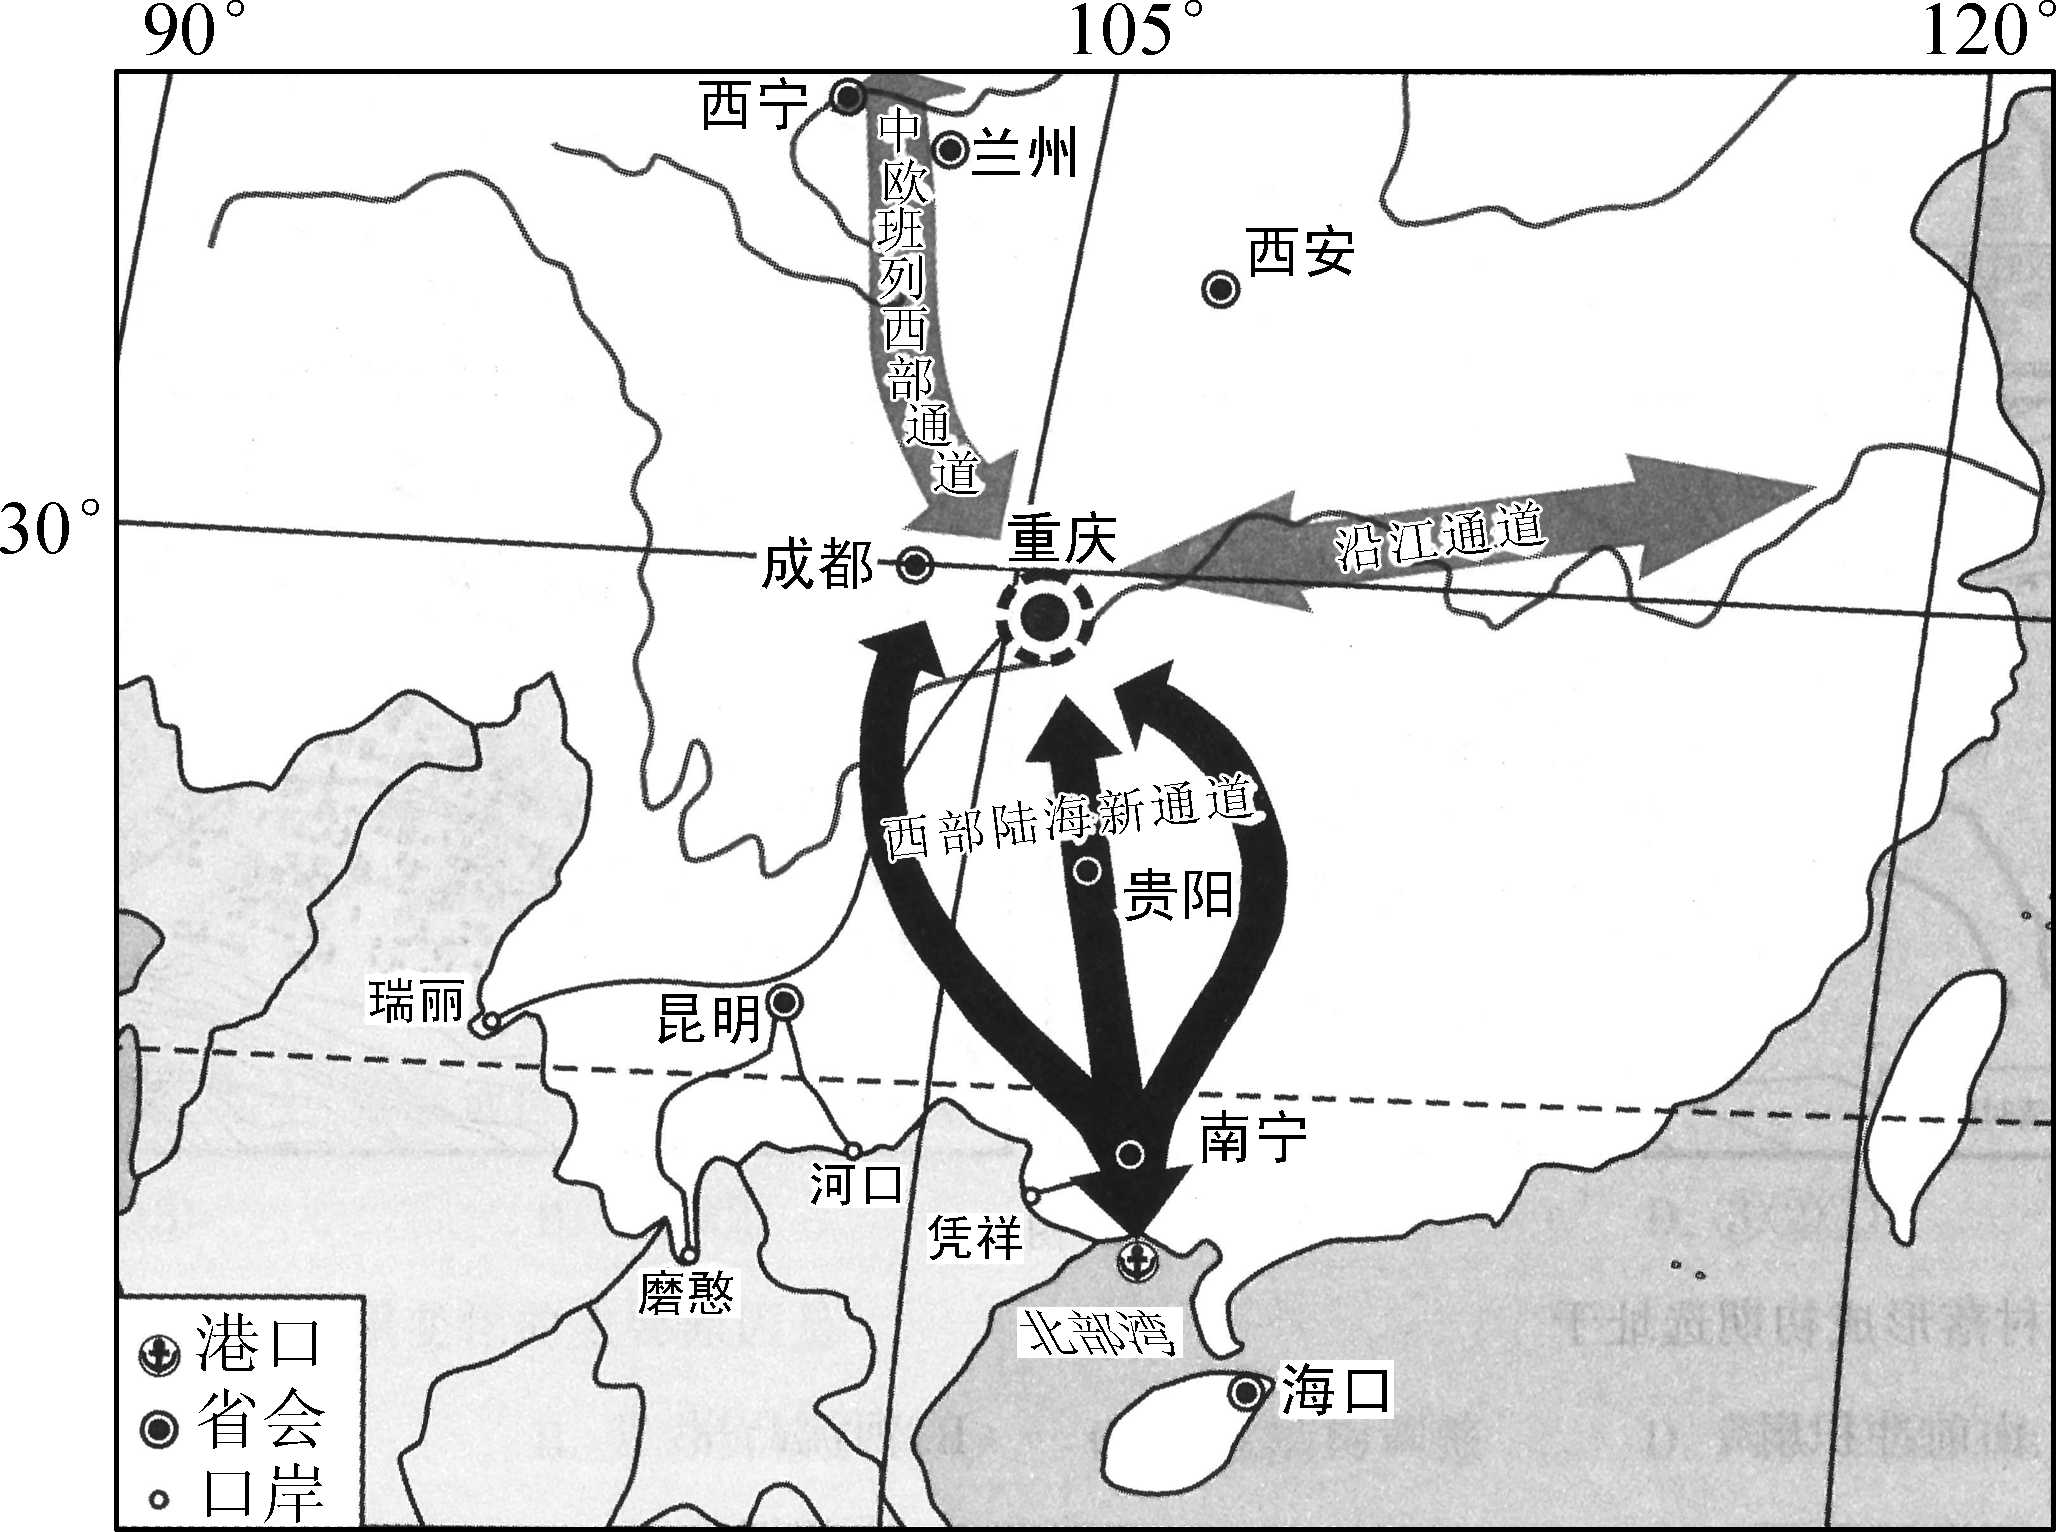 90°
105°
120°
西宁
兰州
中欧班列西部通道
西安
30°
成都
重庆
沿江通道
西部陆海新通道
贵阳
瑞丽
昆明
南宁
河口
凭祥
磨憨
北部湾
海口
港口
省会
口岸